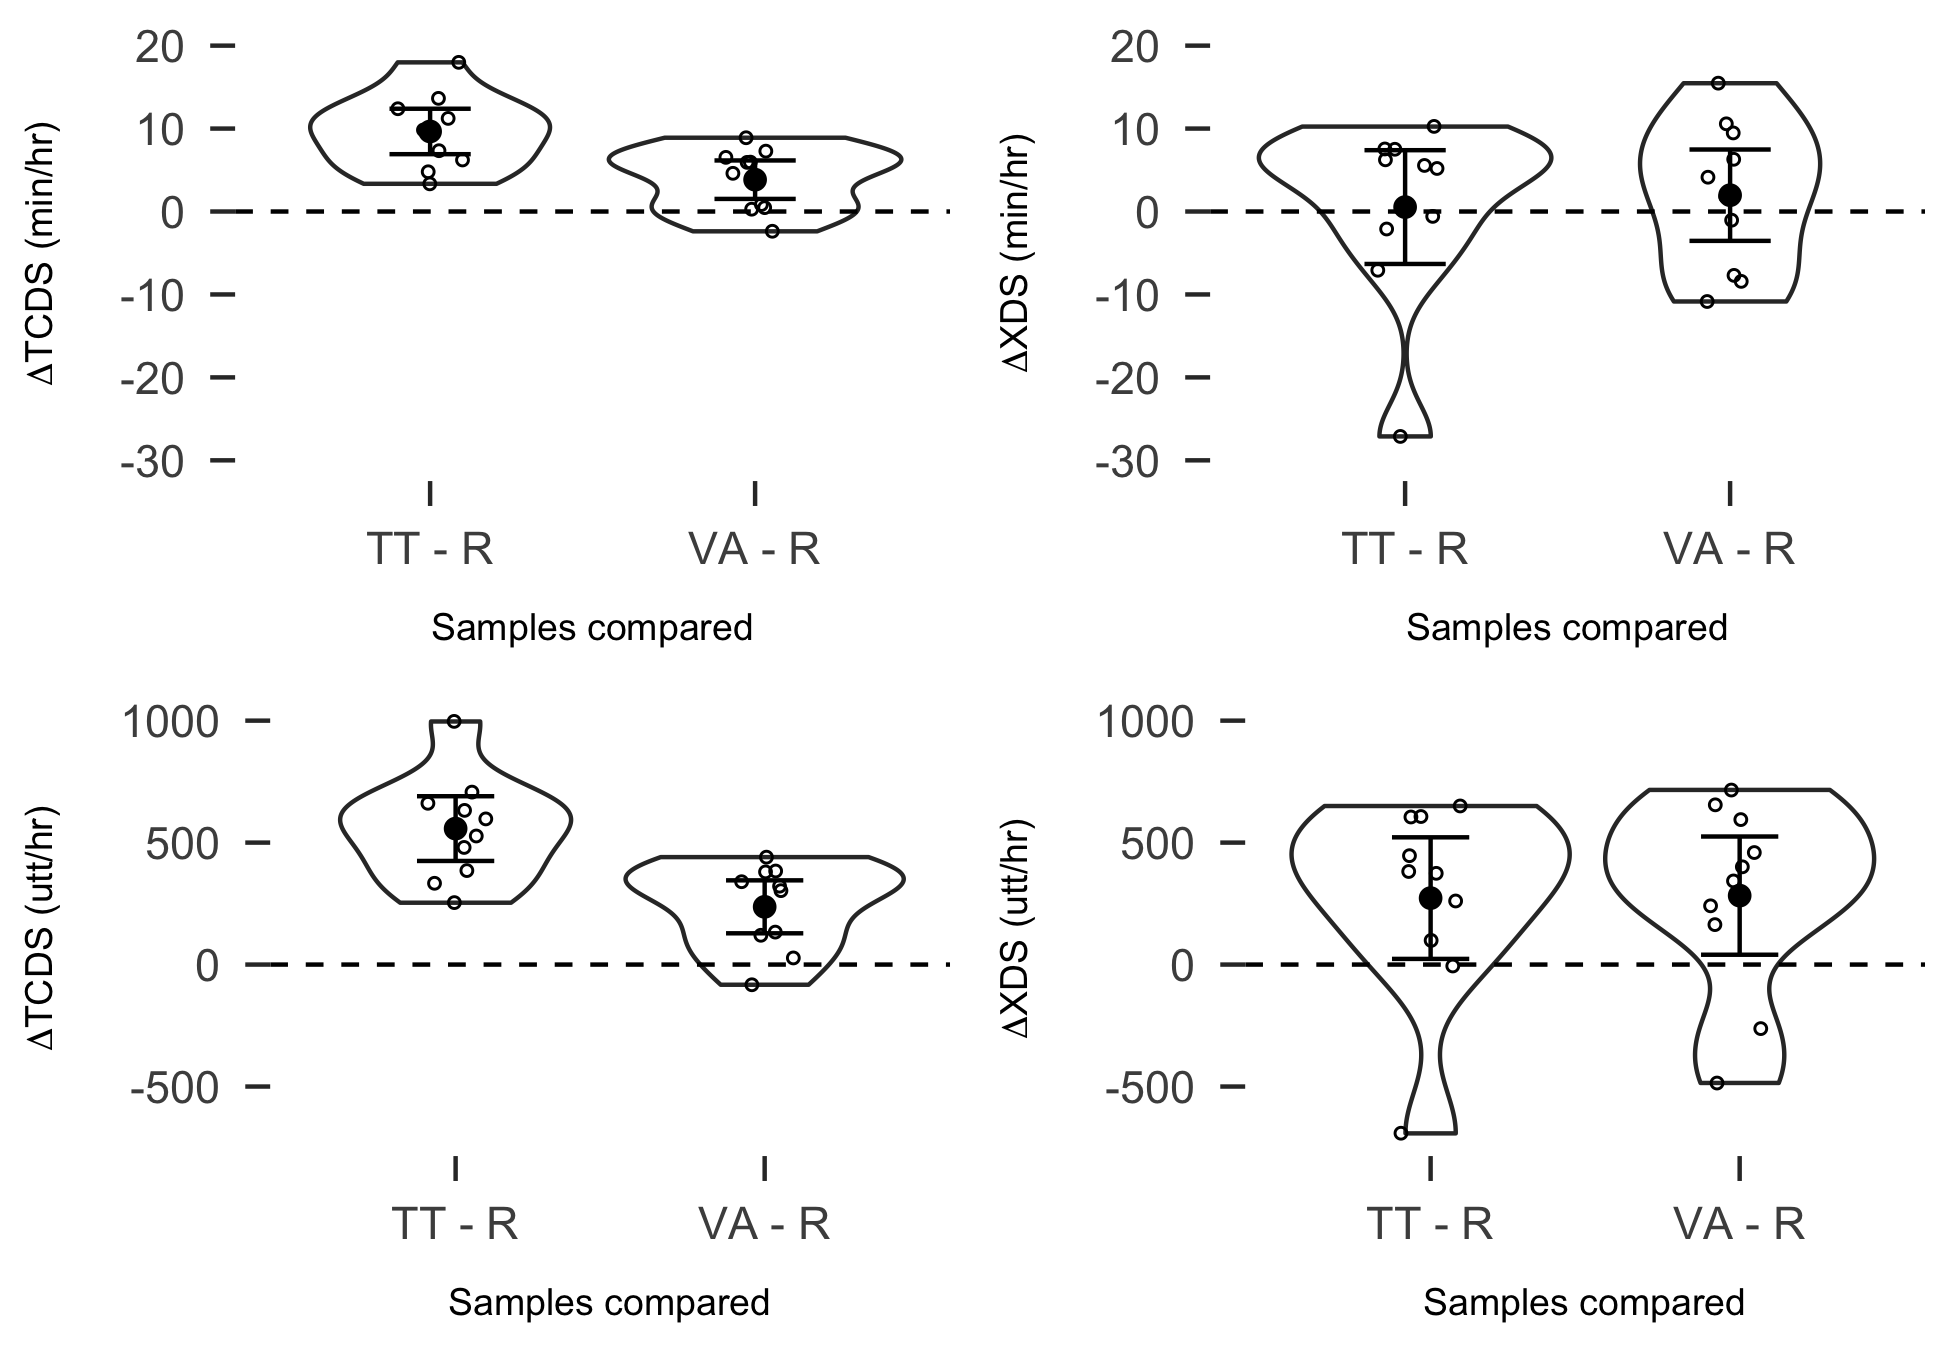 ΔTCDS (min/hr)
20
10
0
-10
-20
-30
TT - R
VA - R
Samples compared
ΔXDS (min/hr)
20
10
0
-10
-20
-30
TT - R
VA - R
Samples compared
ΔTCDS (utt/hr)
1000
500
0
-500
TT - R
VA - R
Samples compared
ΔXDS (utt/hr)
1000
500
0
-500
TT - R
VA - R
Samples compared